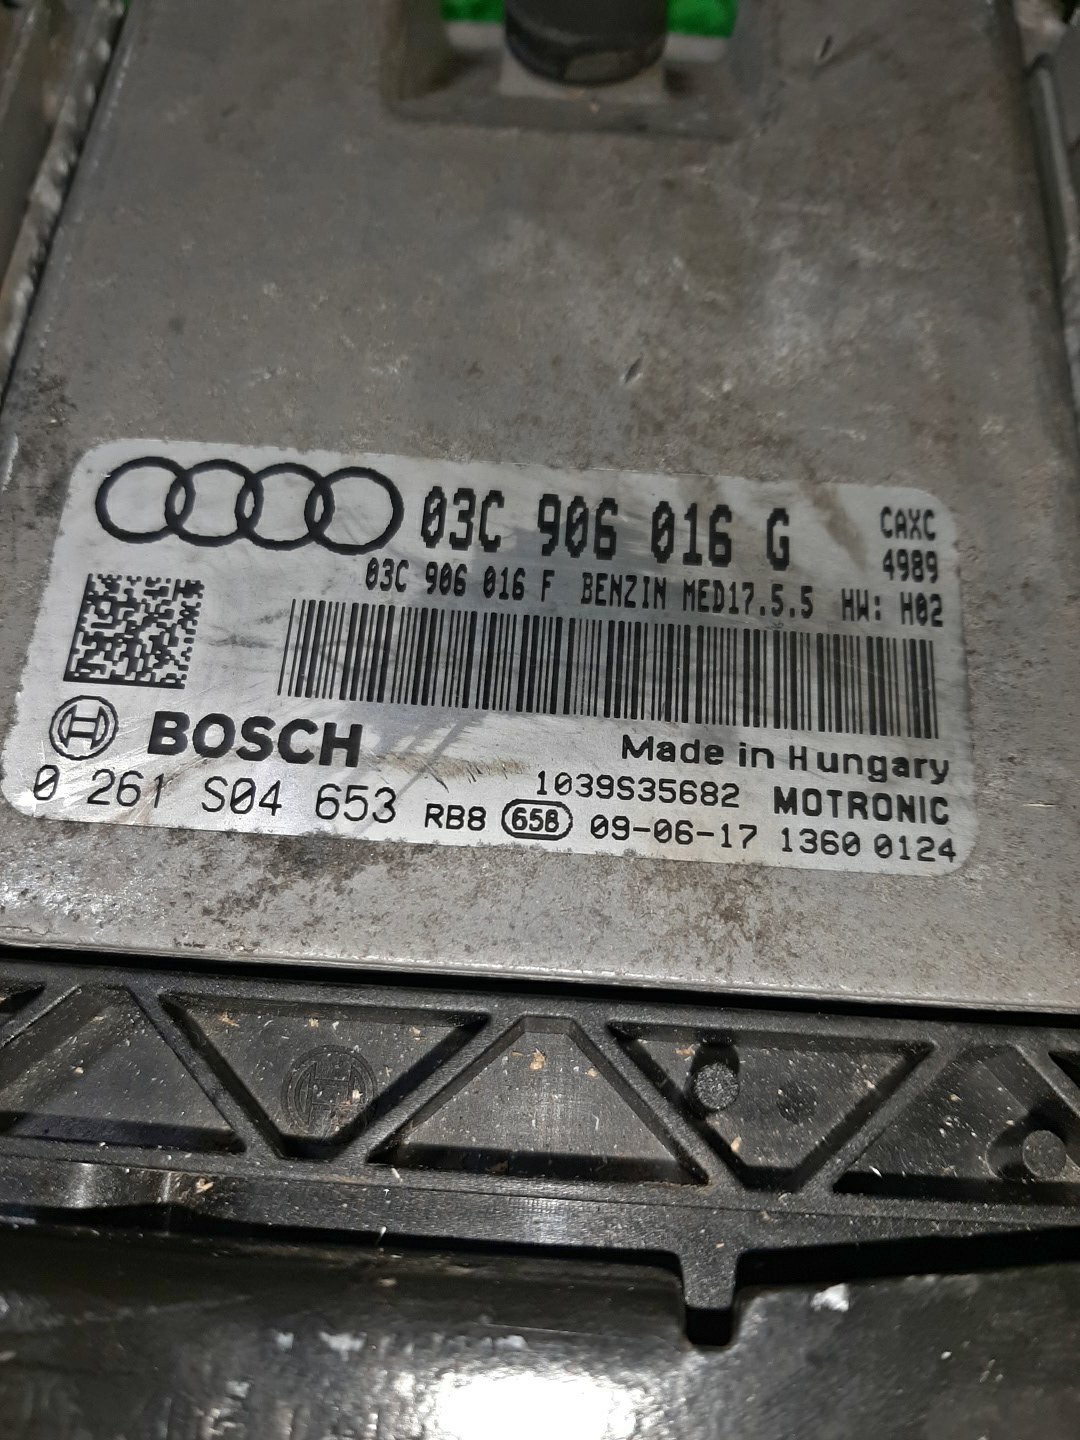 03C 906 016 G CAXC
4989
03C 906 016 F BENZIN MED17.5.5 HW: H02
BOSCH
Made in Hungary
0 261 S04 653
1039S35682 MOTRONIC
RB8 658 09-06-17 1360 0124